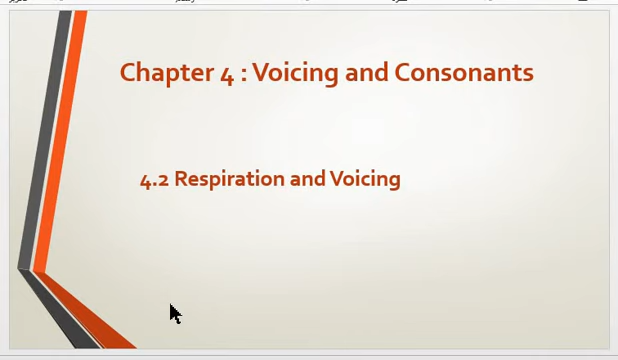 Chapter 4 : Voicing and Consonants
4.2 Respiration and Voicing